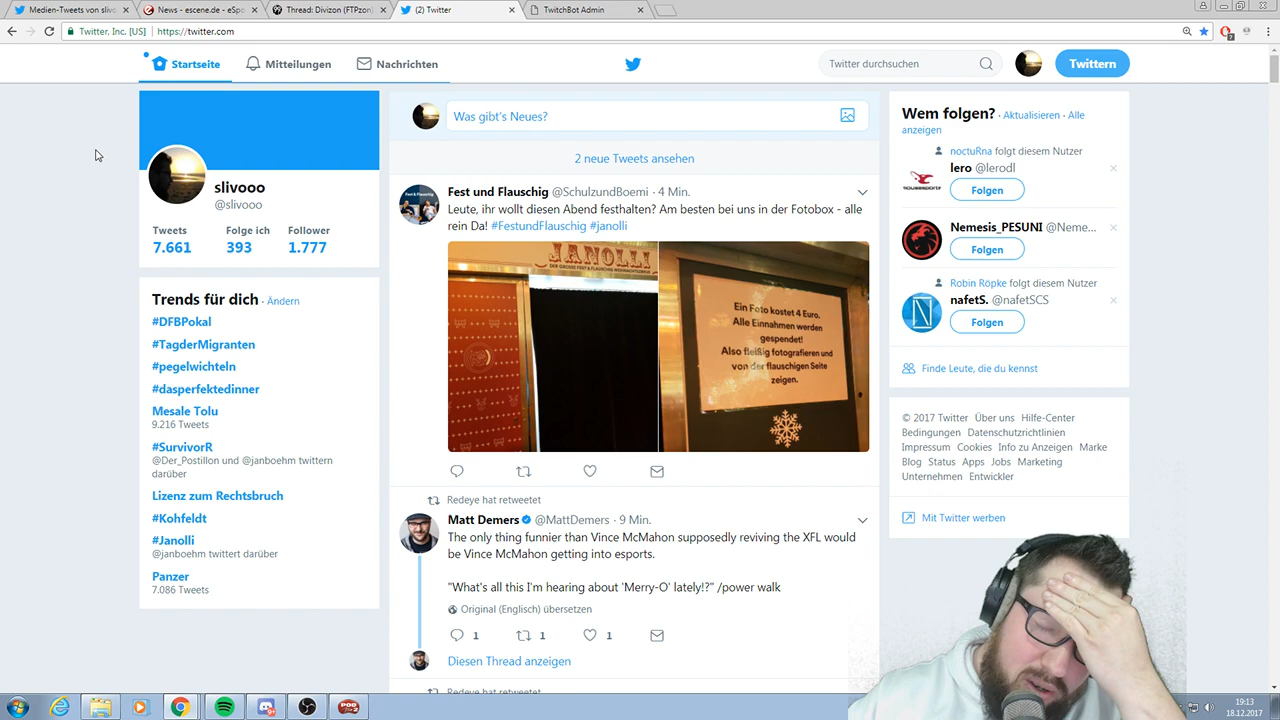 Medien-Tweets von sliv
News - escene.de - eSpo
Thread: Divizon (FTPzon
(2) Twitter
TwitchBot Admin
Twitter, Inc. [US]
https://twitter.com
Startseite
Mitteilungen
Nachrichten
Twitter durchsuchen
Twittern
slivooo
@slivooo
Tweets Folge ich Follower
7.661 393 1.777
Trends für dich · Ändern
#DFBPokal
#TagderMigranten
#pegelwichteln
#dasperfektedinner
Mesale Tolu
9.216 Tweets
#SurvivorR
@Der_Postillon und @janboehm twittern
darüber
Lizenz zum Rechtsbruch
#Kohfeldt
#Janolli
@janboehm twittert darüber
Panzer
7.086 Tweets
Was gibt's Neues?
2 neue Tweets ansehen
Fest und Flauschig @SchulzundBoemi · 4 Min.
Leute, ihr wollt diesen Abend festhalten? Am besten bei uns in der Fotobox - alle
rein Da! #FestundFlauschig #janolli
JANOLLI
DER GROSSE FEST & FLAUSCHIG WEIHNACHTSZIRKUS
Ein Foto kostet 4 Euro.
Alle Einnahmen werden
gespendet!
Also fleißig fotografieren und
von der flauschigen Seite
zeigen.
Redeye hat retweetet
Matt Demers @MattDemers · 9 Min.
The only thing funnier than Vince McMahon supposedly reviving the XFL would
be Vince McMahon getting into esports.
"What's all this I'm hearing about 'Merry-O' lately!?" /power walk
Original (Englisch) übersetzen
1 1 1
Diesen Thread anzeigen
hat retweetet
Wem folgen? · Aktualisieren · Alle
anzeigen
noctuRna folgt diesem Nutzer
lero @lerodl
mousesports
Folgen
Nemesis_PESUNI @Neme...
Folgen
Robin Röpke folgt diesem Nutzer
nafetS. @nafetSCS
Folgen
Finde Leute, die du kennst
© 2017 Twitter Über uns Hilfe-Center
Bedingungen Datenschutzrichtlinien
Impressum Cookies Info zu Anzeigen Marke
Blog Status Apps Jobs Marketing
Unternehmen Entwickler
Mit Twitter werben
19:13
18.12.2017